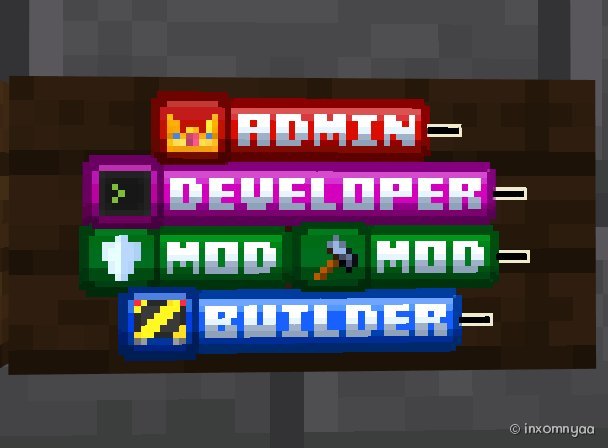 ADMIN
>
DEVELOPER
MOD MOD
BUILDER
© inxomnyaa